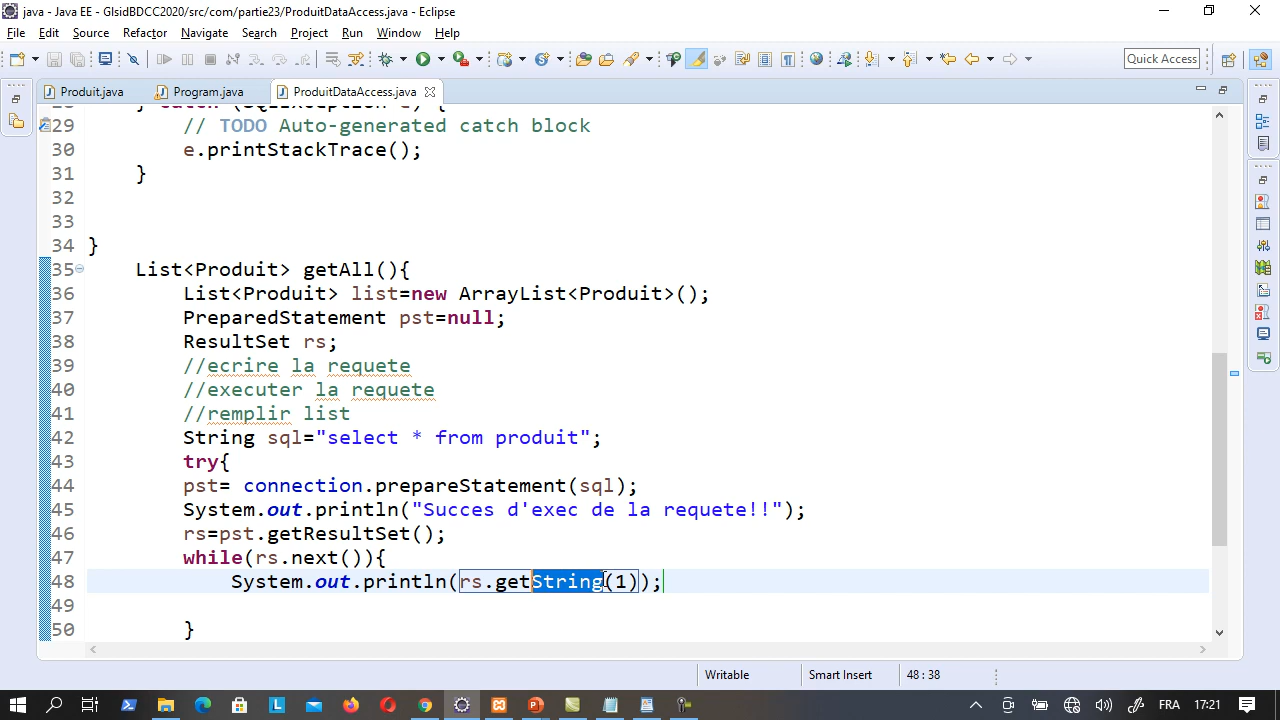 java - Java EE - GlsidBDCC2020/src/com/partie23/ProduitDataAccess.java - Eclipse
File Edit Source Refactor Navigate Search Project Run Window Help
Quick Access
Produit.java Program.java ProduitDataAccess.java
} catch (SQLException e) {
29 // TODO Auto-generated catch block
30 e.printStackTrace();
31 }
32
33
34 }
35 List<Produit> getAll(){
36 List<Produit> list=new ArrayList<Produit>();
37 PreparedStatement pst=null;
38 ResultSet rs;
39 //ecrire la requete
40 //executer la requete
41 //remplir list
42 String sql="select * from produit";
43 try{
44 pst= connection.prepareStatement(sql);
45 System.out.println("Succes d'exec de la requete!!");
46 rs=pst.getResultSet();
47 while(rs.next()){
48 System.out.println(rs.getString(1));
49
50 }
Writable Smart Insert 48 : 38
FRA 17:21